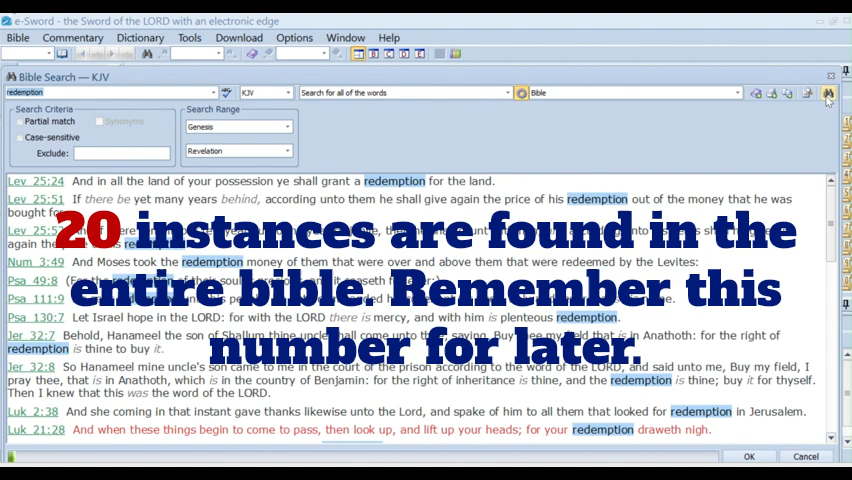 e-Sword - the Sword of the LORD with an electronic edge
Bible Commentary Dictionary Tools Download Options Window Help
B C D E
Bible Search — KJV
redemption KJV Search for all of the words Bible
Search Criteria Search Range
Partial match Synonyms Genesis
Case-sensitive
Exclude: Revelation
Lev 25:24 And in all the land of your possession ye shall grant a redemption for the land.
Lev 25:51 If there be yet many years behind, according unto them he shall give again the price of his redemption out of the money that he was
bought for.
20 instances are found in the
entire bible. Remember this
number for later.
Num 3:49 And Moses took the redemption money of them that were over and above them that were redeemed by the Levites:
Psa 49:8 (For the redemption of their soul
Psa 111:9
Psa 130:7 Let Israel hope in the LORD: for with the LORD there is mercy, and with him is plenteous redemption.
Jer 32:7 Behold, Hanameel the son of Shallum thine uncle shall come unto thee, saying, Buy thee my field that is in Anathoth: for the right of
redemption is thine to buy it.
Jer 32:8 So Hanameel mine uncle's son came to me in the court of the prison according to the word of the LORD, and said unto me, Buy my field, I
pray thee, that is in Anathoth, which is in the country of Benjamin: for the right of inheritance is thine, and the redemption is thine; buy it for thyself.
Then I knew that this was the word of the LORD.
Luk 2:38 And she coming in that instant gave thanks likewise unto the Lord, and spake of him to all them that looked for redemption in Jerusalem.
Luk 21:28 And when these things begin to come to pass, then look up, and lift up your heads; for your redemption draweth nigh.
OK Cancel